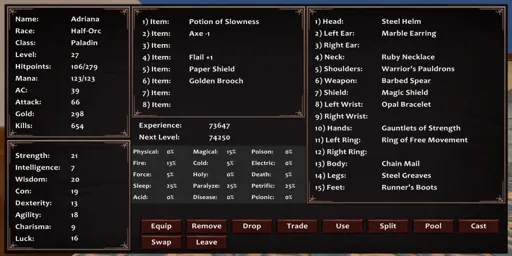 Name: Adriana
Race: Half-Orc
Class: Paladin
Level: 27
Hitpoints: 106/279
Mana: 123/123
AC: 39
Attack: 66
Gold: 298
Kills: 654
Strength: 21
Intelligence: 7
Wisdom: 20
Con: 19
Dexterity: 13
Agility: 18
Charisma: 9
Luck: 16
1) Item: Potion of Slowness
2) Item: Axe -1
3) Item:
4) Item: Flail +1
5) Item: Paper Shield
6) Item: Golden Brooch
7) Item:
8) Item:
Experience: 73647
Next Level: 74250
Physical: 0% Magical: 15% Poison: 0%
Fire: 15% Cold: 5% Electric: 0%
Force: 5% Holy: 0% Death: 5%
Sleep: 25% Paralyze: 25% Petrific: 25%
Acid: 0% Disease: 0% Psionic: 0%
1) Head: Steel Helm
2) Left Ear: Marble Earring
3) Right Ear:
4) Neck: Ruby Necklace
5) Shoulders: Warrior's Pauldrons
6) Weapon: Barbed Spear
7) Shield: Magic Shield
8) Left Wrist: Opal Bracelet
9) Right Wrist:
10) Hands: Gauntlets of Strength
11) Left Ring: Ring of Free Movement
12) Right Ring:
13) Body: Chain Mail
14) Legs: Steel Greaves
15) Feet: Runner's Boots
Equip Remove Drop Trade Use Split Pool Cast
Swap Leave